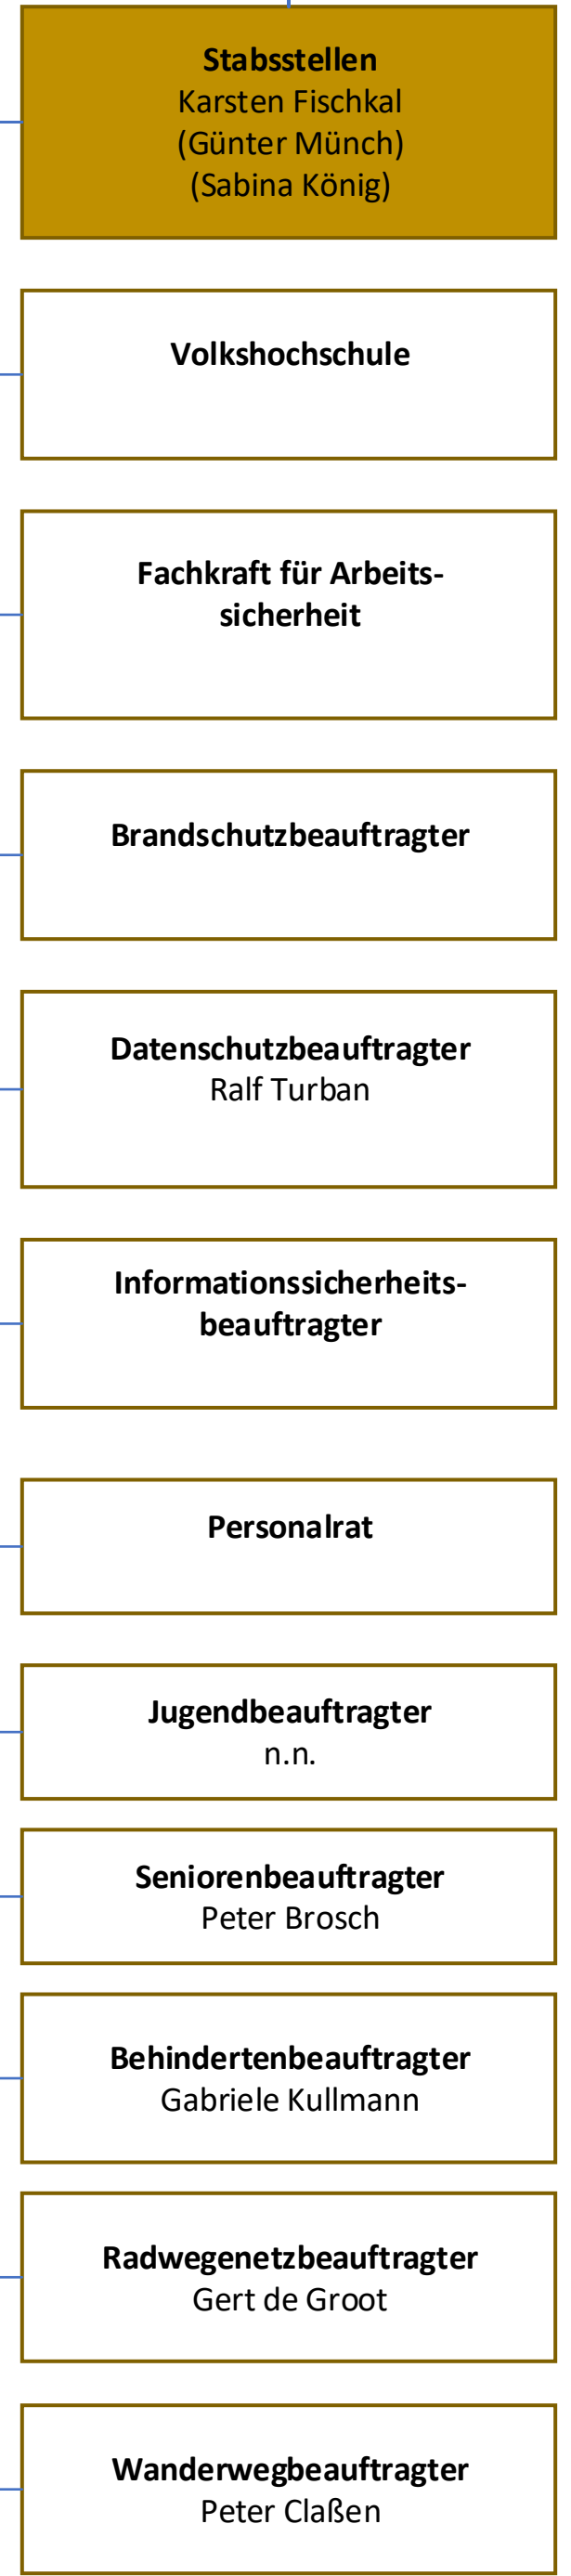 Stabsstellen
Karsten Fischkal
(Günter Münch)
(Sabina König)
Volkshochschule
Fachkraft für Arbeits-
sicherheit
Brandschutzbeauftragter
Datenschutzbeauftragter
Ralf Turban
Informationssicherheits-
beauftragter
Personalrat
Jugendbeauftragter
n.n.
Seniorenbeauftragter
Peter Brosch
Behindertenbeauftragter
Gabriele Kullmann
Radwegenetzbeauftragter
Gert de Groot
Wanderwegbeauftragter
Peter Claßen